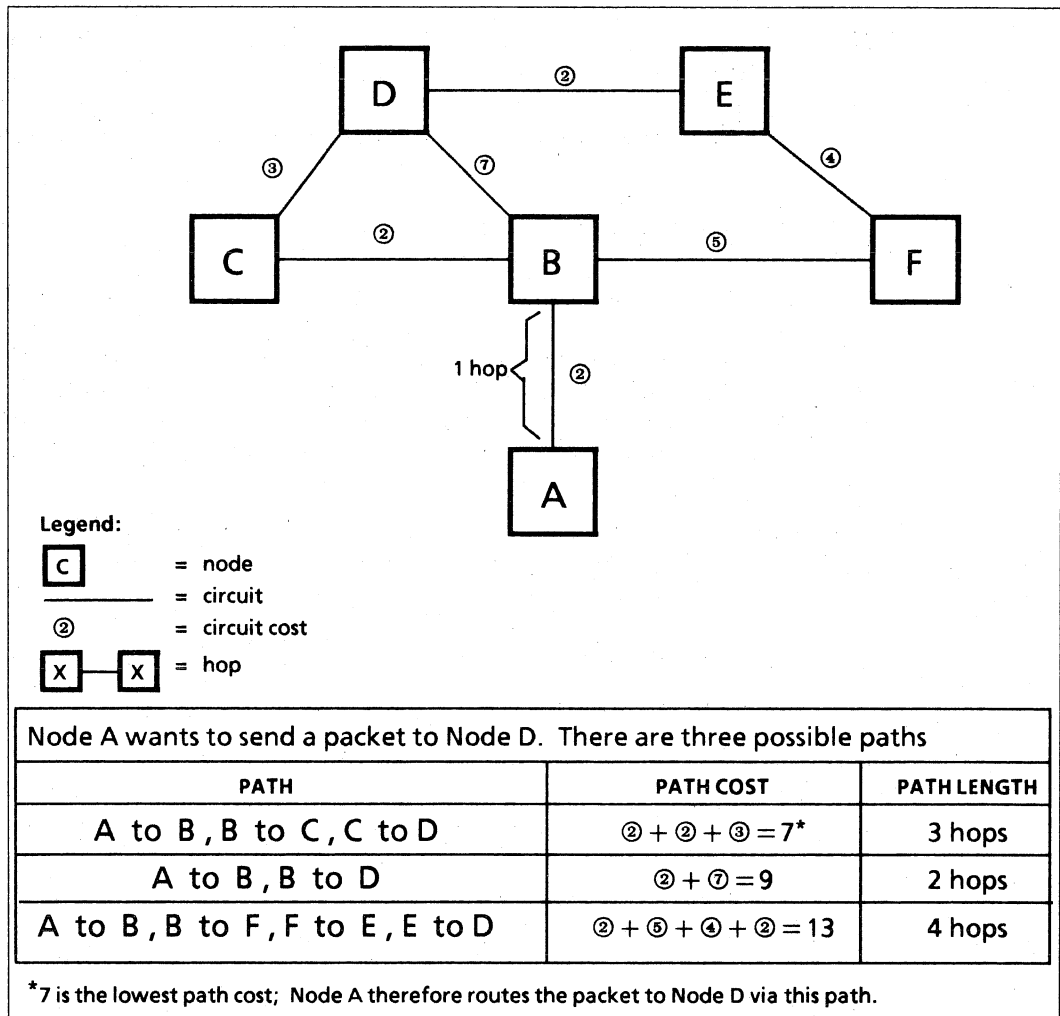 ②
D
E
③
⑦
④
②
⑤
C
B
F
1 hop
②
A
Legend:
C = node
= circuit
② = circuit cost
X X = hop
Node A wants to send a packet to Node D. There are three possible paths
PATH PATH COST PATH LENGTH
A to B, B to C, C to D ② + ② + ③ = 7* 3 hops
A to B, B to D ② + ⑦ = 9 2 hops
A to B, B to F, F to E, E to D ② + ⑤ + ④ + ② = 13 4 hops
*7 is the lowest path cost; Node A therefore routes the packet to Node D via this path.